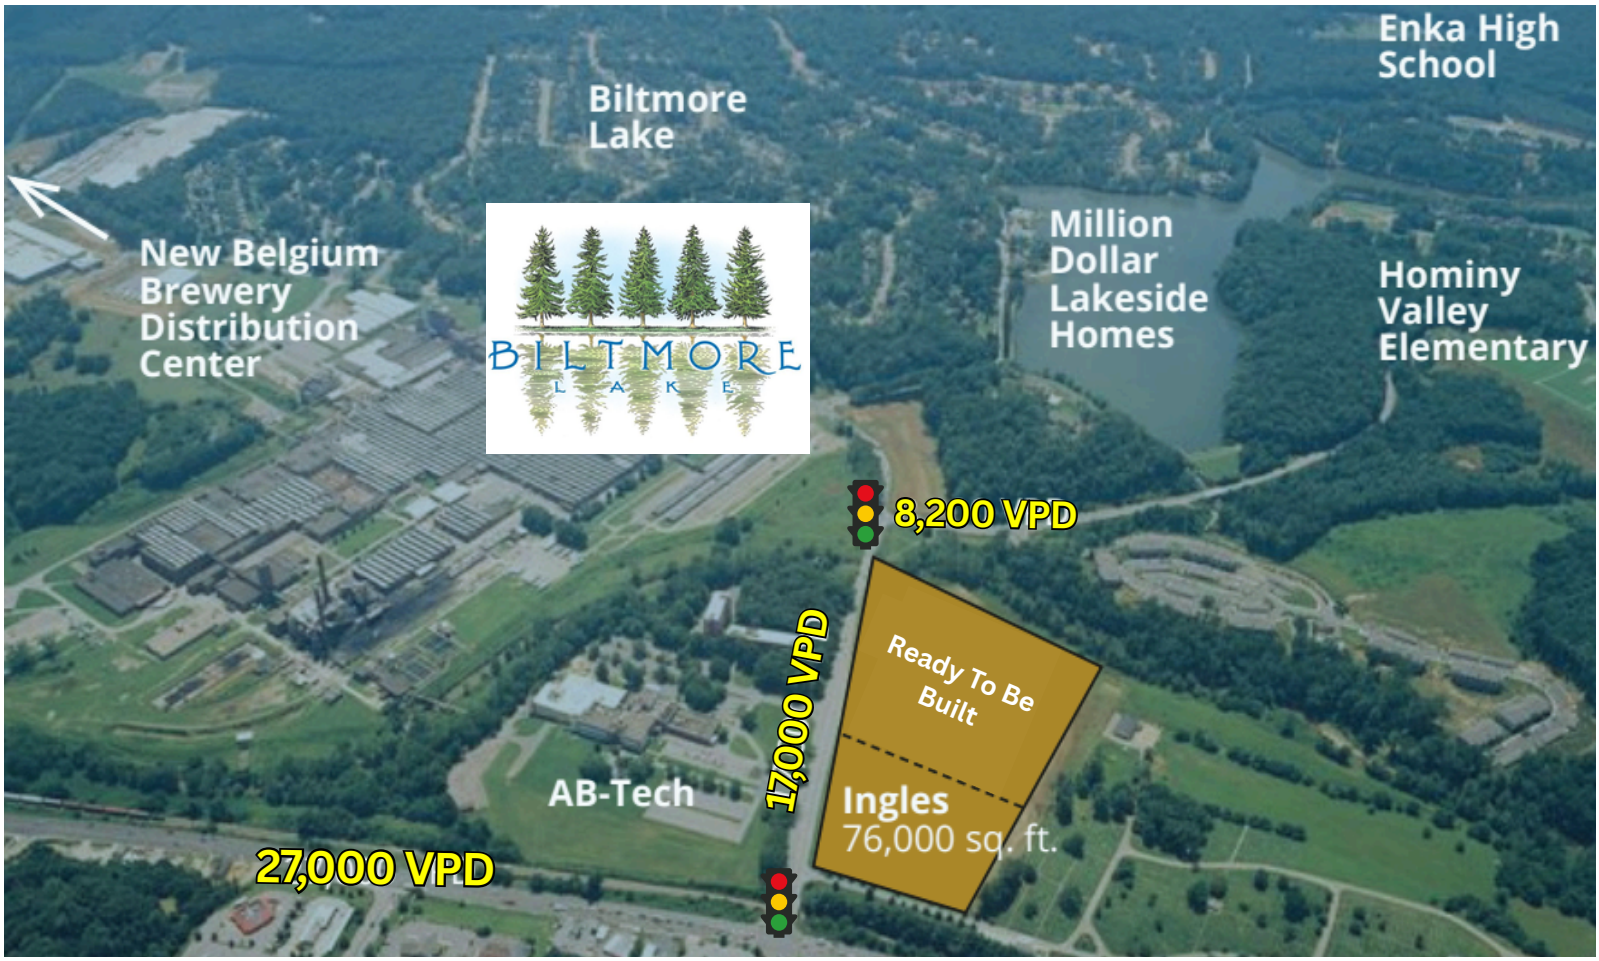 Enka High
School
Biltmore
Lake
Million
Dollar
Lakeside
Homes
New Belgium
Brewery
Distribution
Center
Hominy
Valley
Elementary
BILTMORE
LAKE
8,200 VPD
17,000 VPD
Ready To Be
Built
AB-Tech
Ingles
76,000 sq. ft.
27,000 VPD